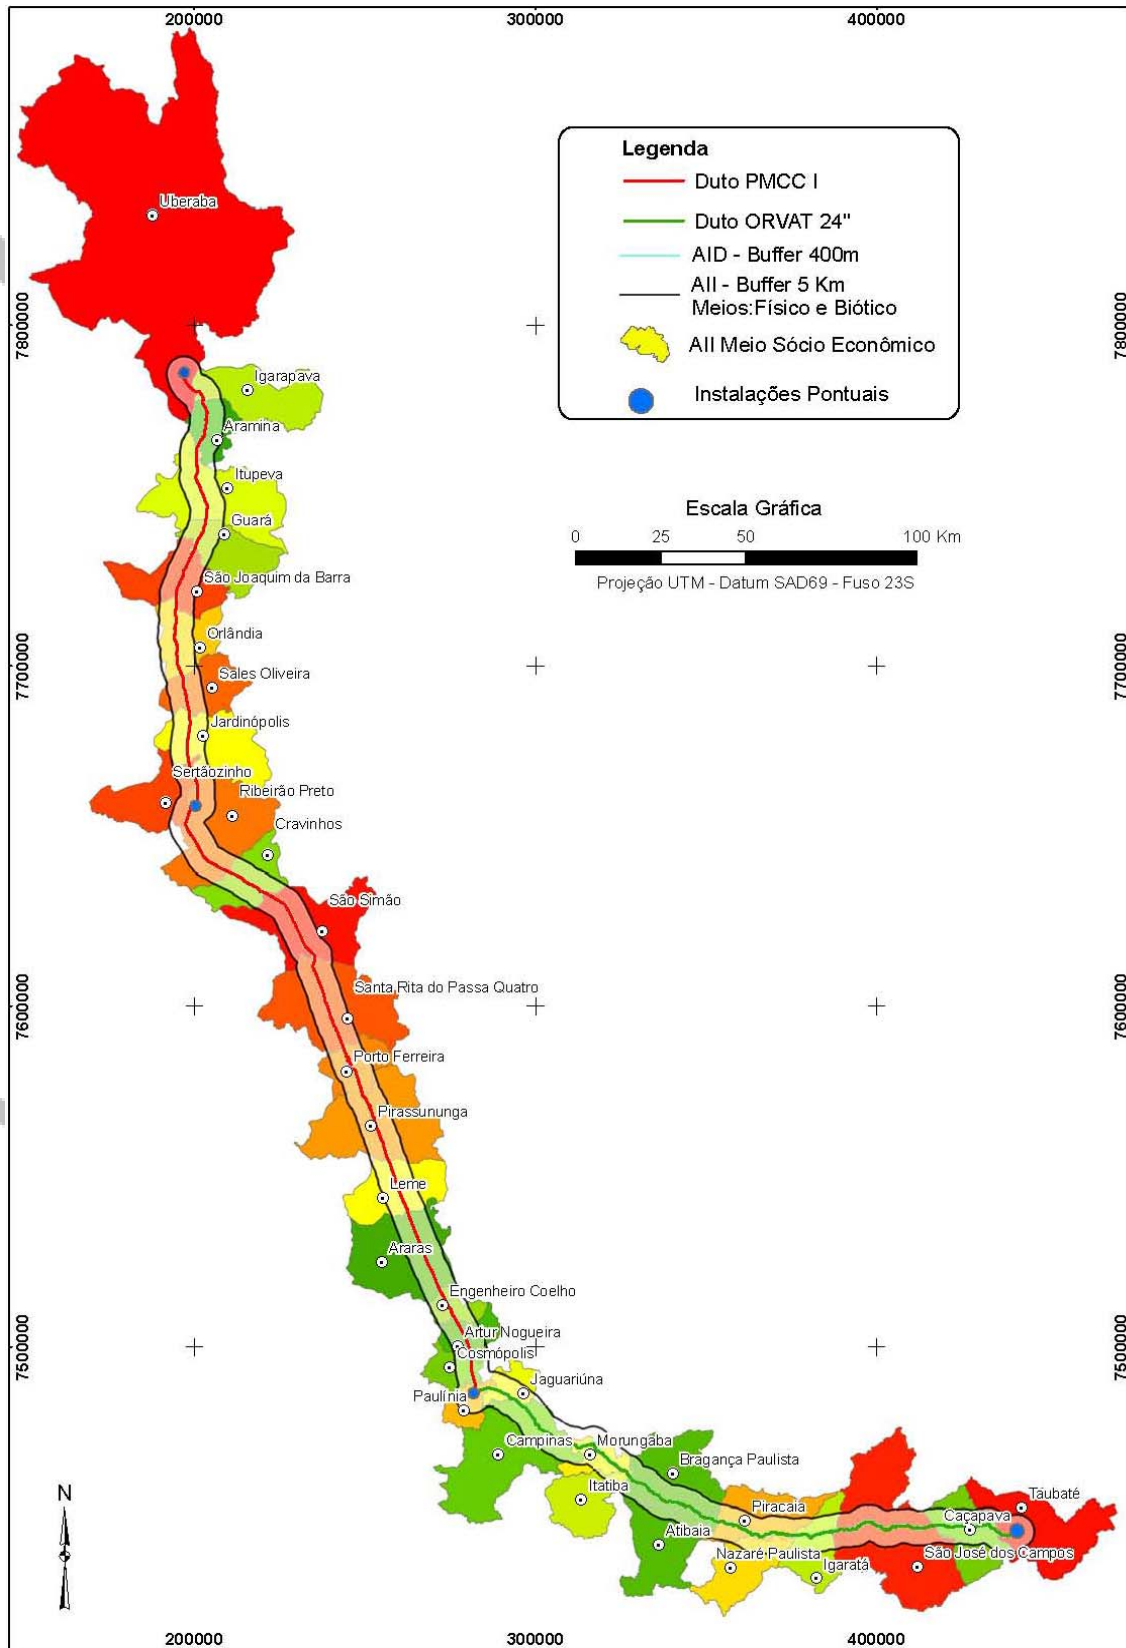 200000 300000 400000
Legenda
Duto PMCC I
Duto ORVAT 24"
AID - Buffer 400m
AII - Buffer 5 Km
Meios:Físico e Biótico
AII Meio Sócio Econômico
Instalações Pontuais
Uberaba
7800000 7800000
Igarapava
Aramina
Itupeva
Guará
Escala Gráfica
0 25 50 100 Km
Projeção UTM - Datum SAD69 - Fuso 23S
São Joaquim da Barra
Orlândia
7700000 7700000
Sales Oliveira
Jardinópolis
Sertãozinho
Ribeirão Preto
Cravinhos
São Simão
Santa Rita do Passa Quatro
7600000 7600000
Porto Ferreira
Pirassununga
Leme
Araras
Engenheiro Coelho
Artur Nogueira
7500000 7500000
Cosmópolis
Jaguariúna
Paulínia
Campinas
Morungaba
Bragança Paulista
Itatiba
Taubaté
Piracaia
Caçapava
Atibaia
Nazaré Paulista
São José dos Campos
Igaratá
N
200000 300000 400000